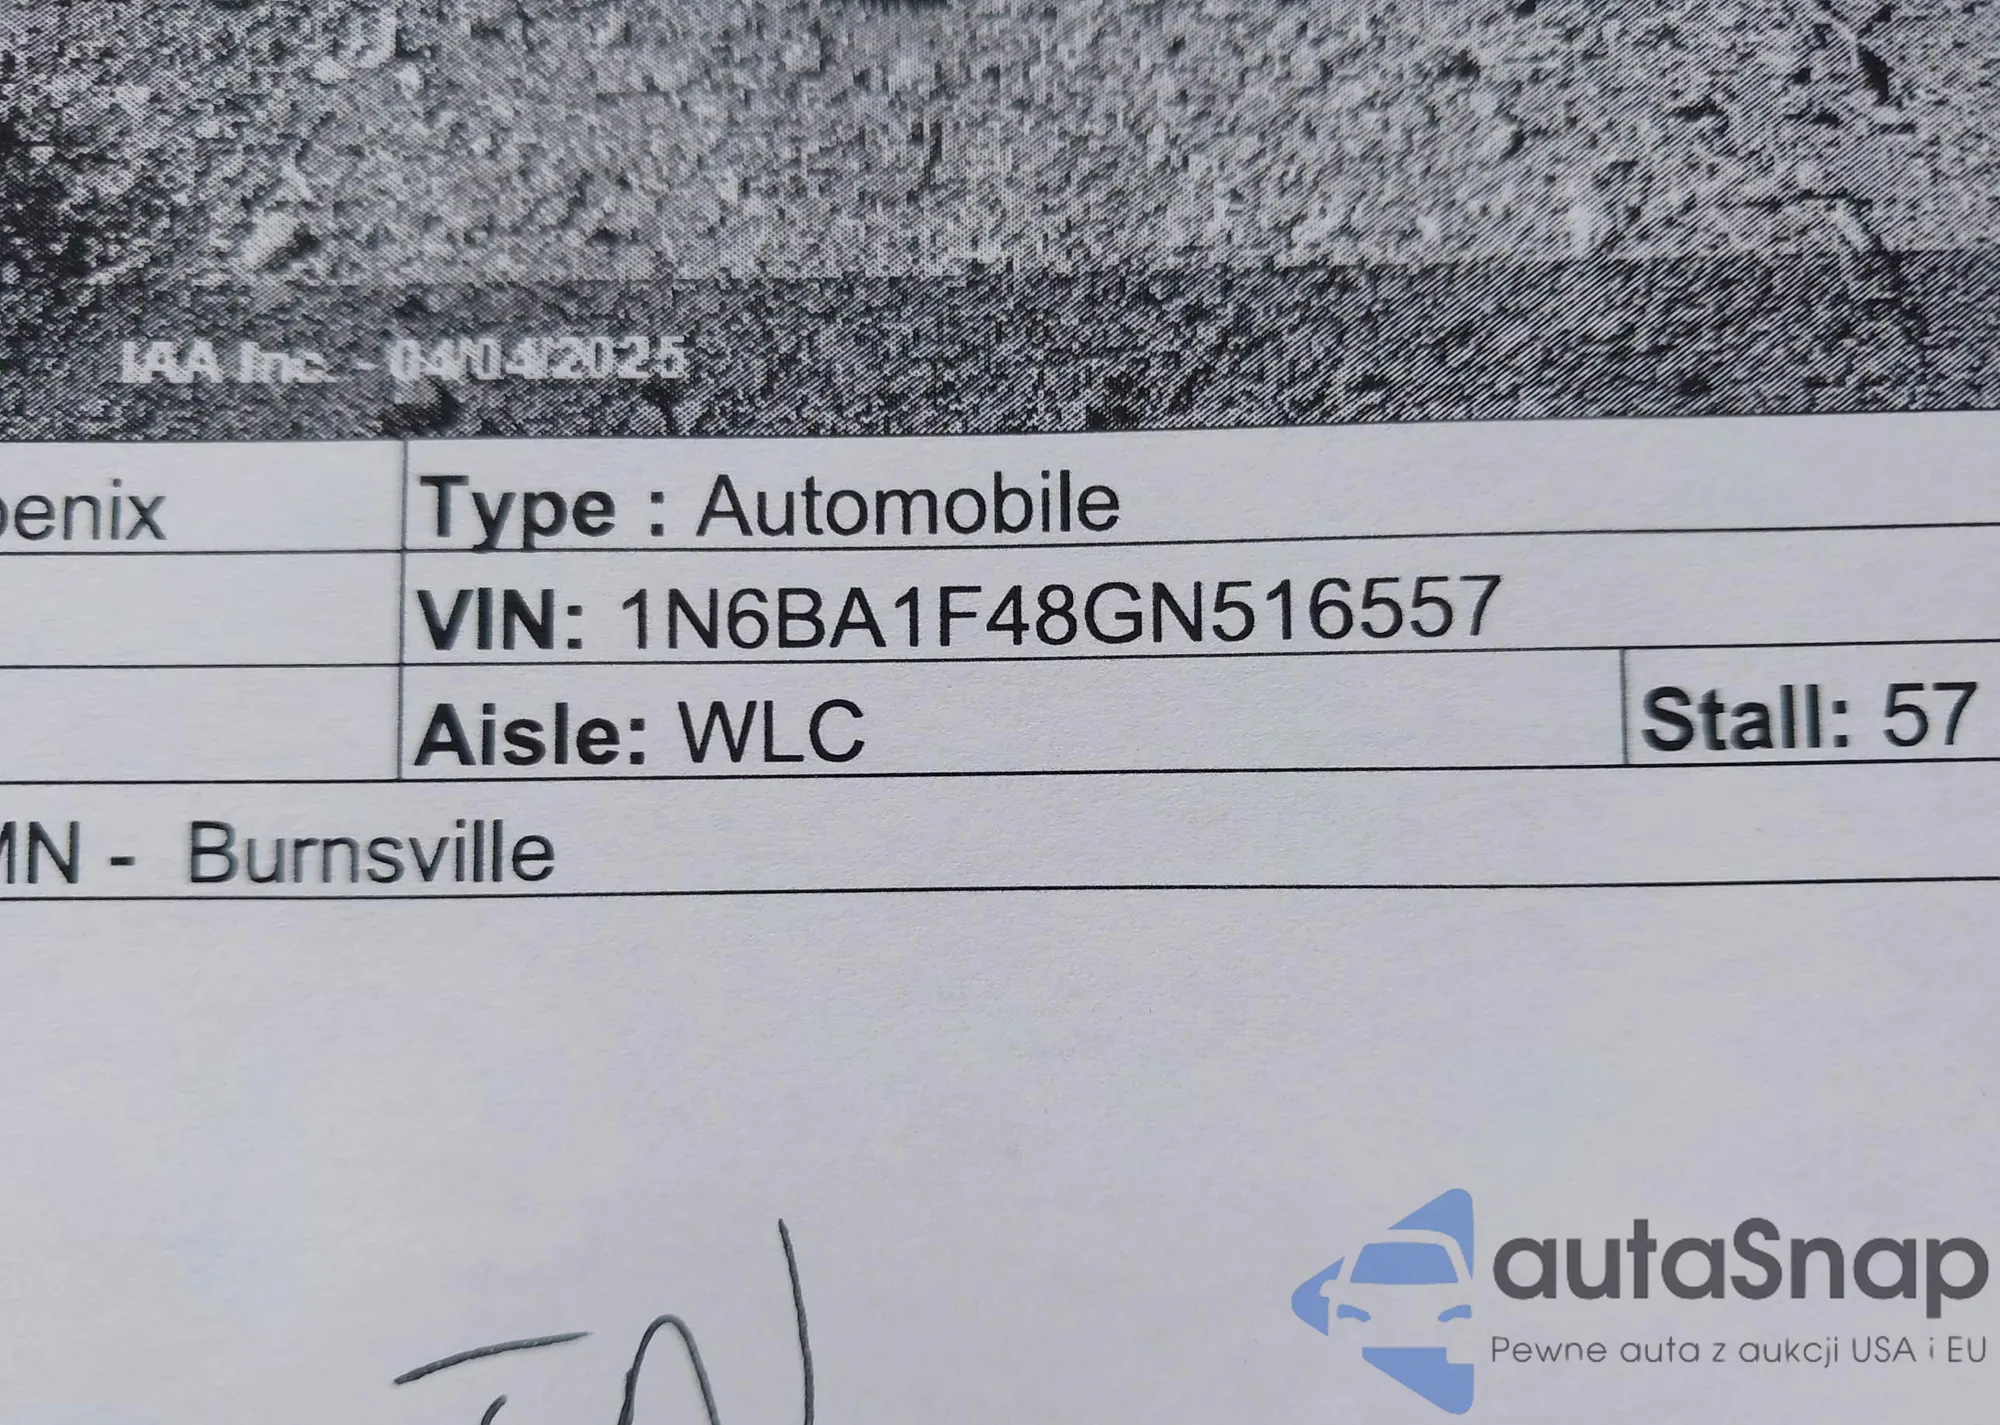 IAA Inc. - 04/04/2025
oenix
Type : Automobile
VIN: 1N6BA1F48GN516557
Aisle: WLC
Stall: 57
MN - Burnsville
autaSnap
Pewne auta z aukcji USA i EU